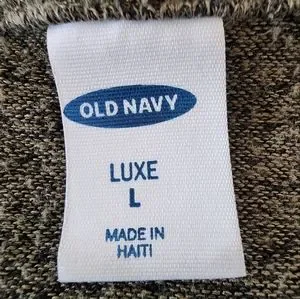 OLD NAVY
LUXE
L
MADE IN
HAITI